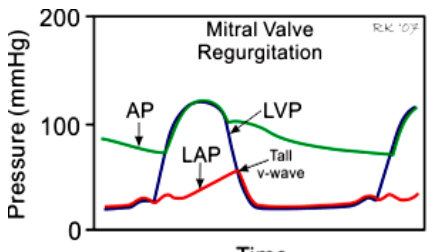 200
Mitral Valve
Regurgitation
RK '07
Pressure (mmHg)
AP
LVP
100
LAP
Tall
v-wave
0
Time